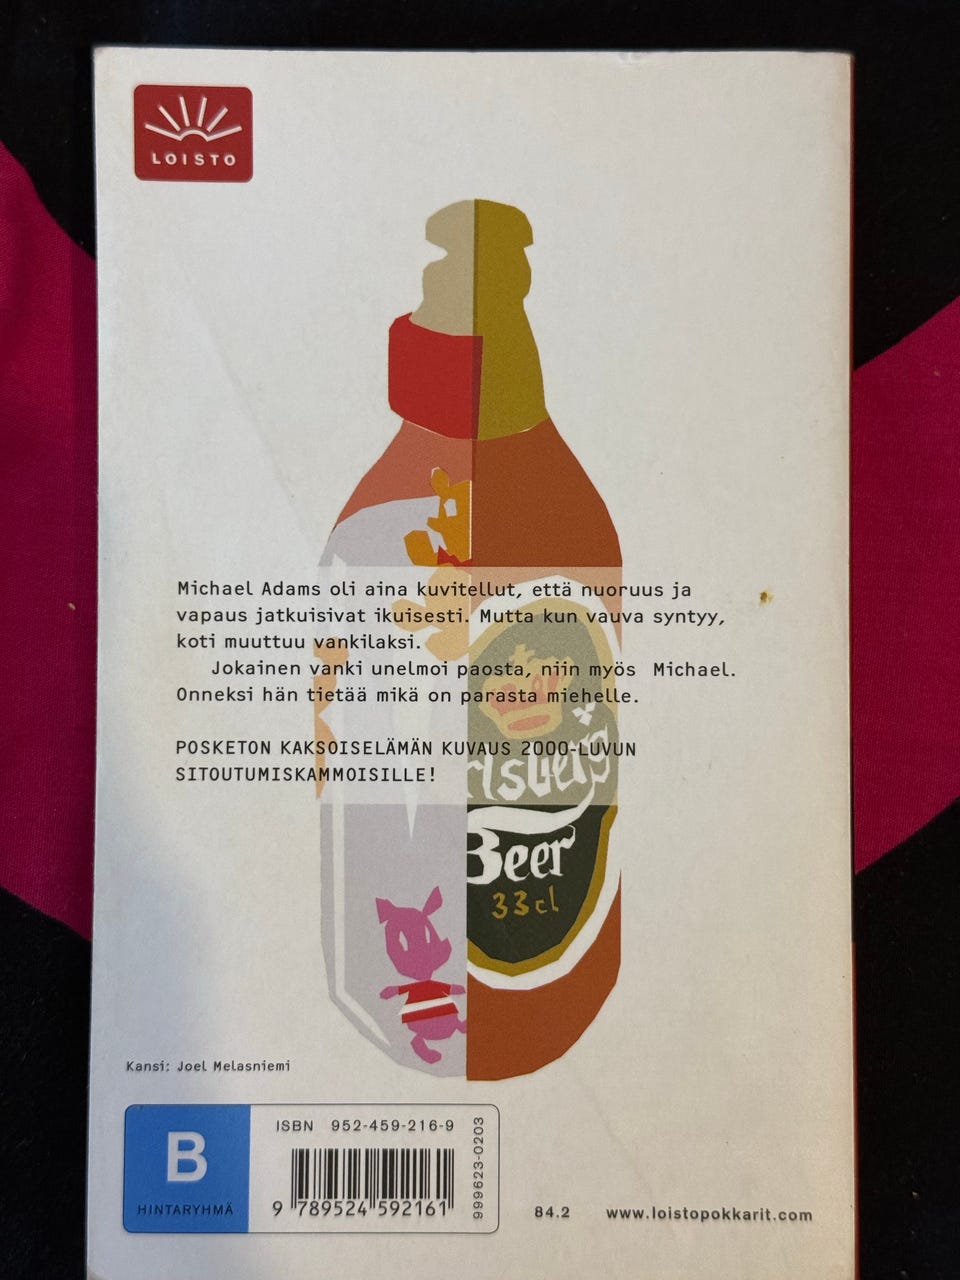 LOISTO
Michael Adams oli aina kuvitellut, että nuoruus ja
vapaus jatkuisivat ikuisesti. Mutta kun vauva syntyy,
koti muuttuu vankilaksi.
Jokainen vanki unelmoi paosta, niin myös Michael.
Onneksi hän tietää mikä on parasta miehelle.
POSKETON KAKSOISELÄMÄN KUVAUS 2000-LUVUN
SITOUTUMISKAMMOISILLE!
rlsberg
Beer
33cl
Kansi: Joel Melasniemi
B
HINTARYHMÄ
ISBN 952-459-216-9
9 789524 592161
999623-0203
84.2 www.loistopokkarit.com